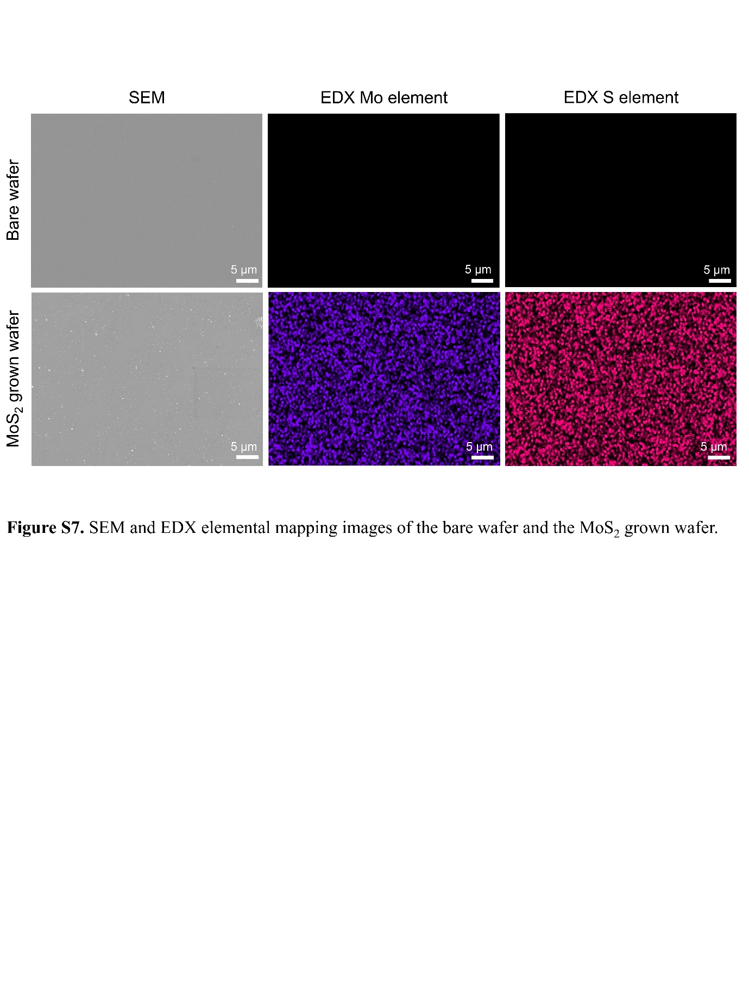 SEM
EDX Mo element
EDX S element
Bare wafer
5 µm
5 µm
5 µm
MoS₂ grown wafer
5 µm
5 µm
5 µm
Figure S7. SEM and EDX elemental mapping images of the bare wafer and the MoS₂ grown wafer.